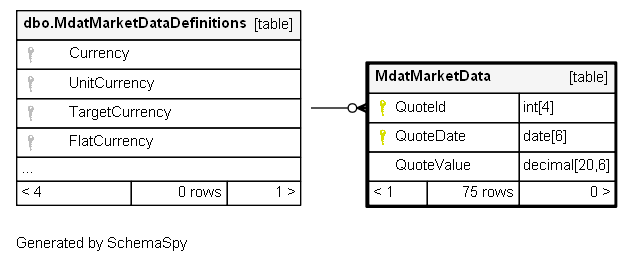 dbo.MdatMarketDataDefinitions [table]
Currency
UnitCurrency
TargetCurrency
FlatCurrency
...
< 4 0 rows 1 >
MdatMarketData [table]
QuoteId int[4]
QuoteDate date[6]
QuoteValue decimal[20,6]
< 1 75 rows 0 >
Generated by SchemaSpy